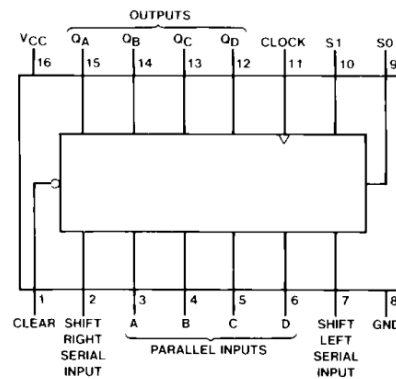 OUTPUTS
VCC QA QB QC QD CLOCK S1 S0
16 15 14 13 12 11 10 9
1 2 3 4 5 6 7 8
CLEAR SHIFT A B C D SHIFT GND
RIGHT LEFT
SERIAL PARALLEL INPUTS SERIAL
INPUT INPUT